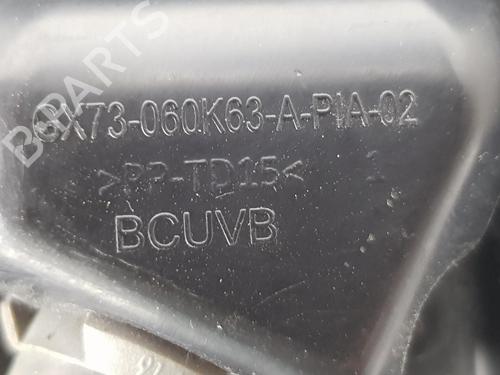 GX73-060K63-A-PIA-02
>PP-TD15< 1
BCUVB
B-PARTS